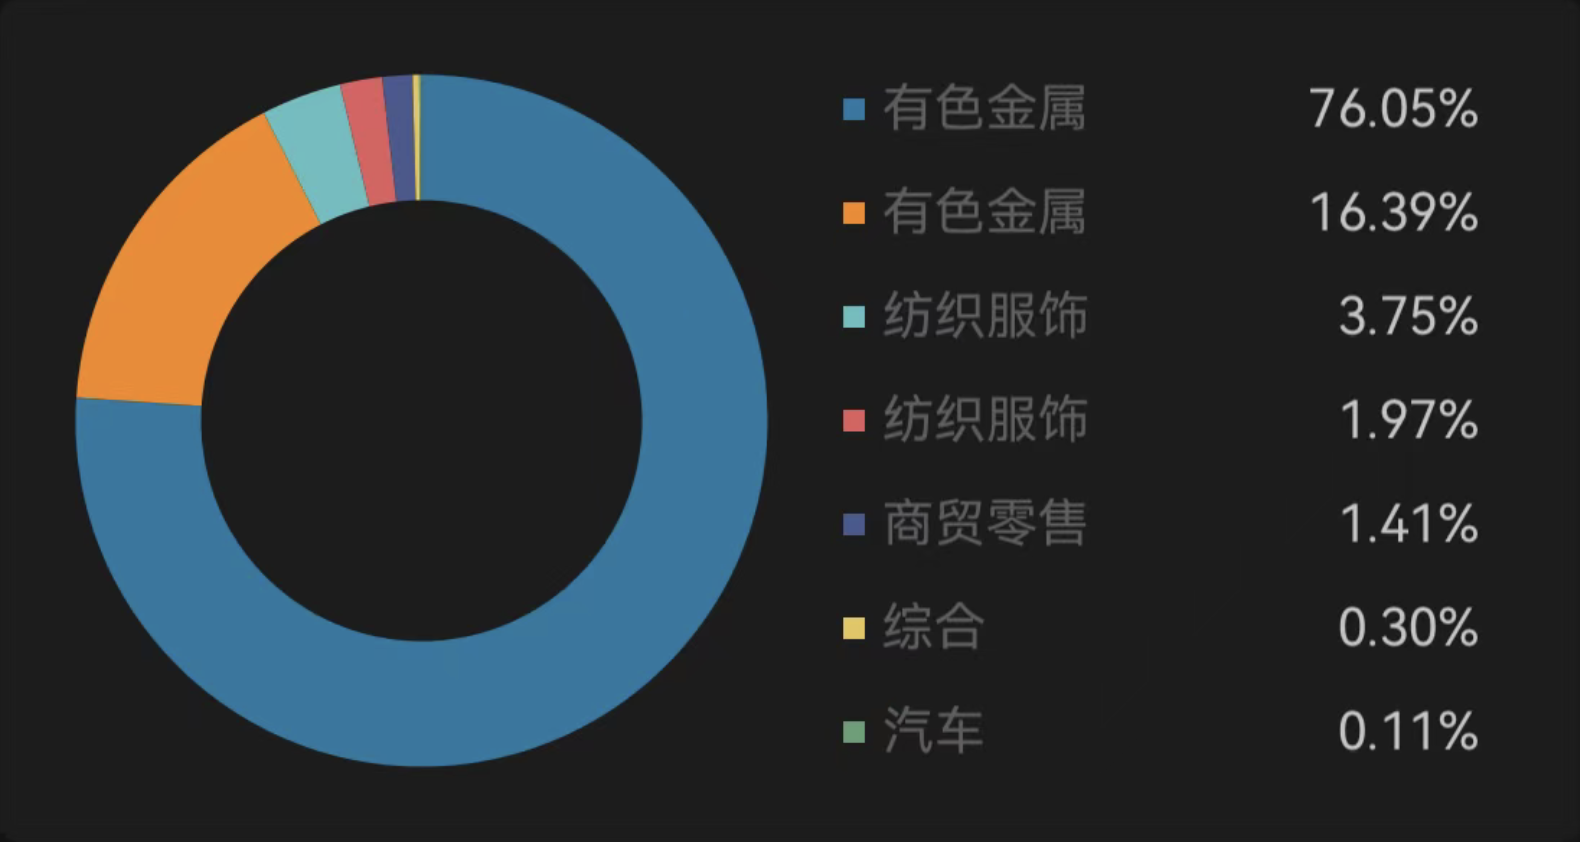 有色金属 76.05%
有色金属 16.39%
纺织服饰 3.75%
纺织服饰 1.97%
商贸零售 1.41%
综合 0.30%
汽车 0.11%